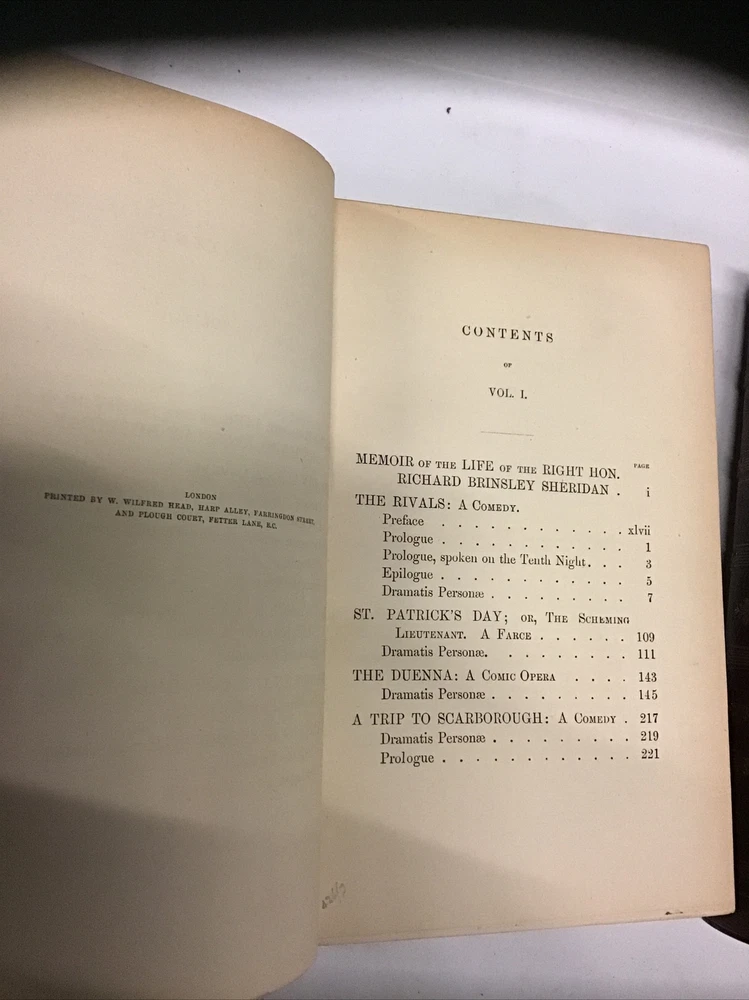 LONDON
PRINTED BY W. WILFRED HEAD, HARP ALLEY, FARRINGDON STREET,
AND PLOUGH COURT, FETTER LANE, E.C.
CONTENTS
OF
VOL. I.
PAGE
MEMOIR OF THE LIFE OF THE RIGHT HON.
RICHARD BRINSLEY SHERIDAN . i
THE RIVALS: A COMEDY.
Preface . . . . . . . . . . . . xlvii
Prologue . . . . . . . . . . . . 1
Prologue, spoken on the Tenth Night. . . 3
Epilogue . . . . . . . . . . . . 5
Dramatis Personæ . . . . . . . . . 7
ST. PATRICK'S DAY; OR, THE SCHEMING
LIEUTENANT. A FARCE . . . . . . 109
Dramatis Personæ. . . . . . . . . 111
THE DUENNA: A COMIC OPERA . . . . 143
Dramatis Personæ . . . . . . . . . 145
A TRIP TO SCARBOROUGH: A COMEDY . 217
Dramatis Personæ . . . . . . . . . 219
Prologue . . . . . . . . . . . . 221